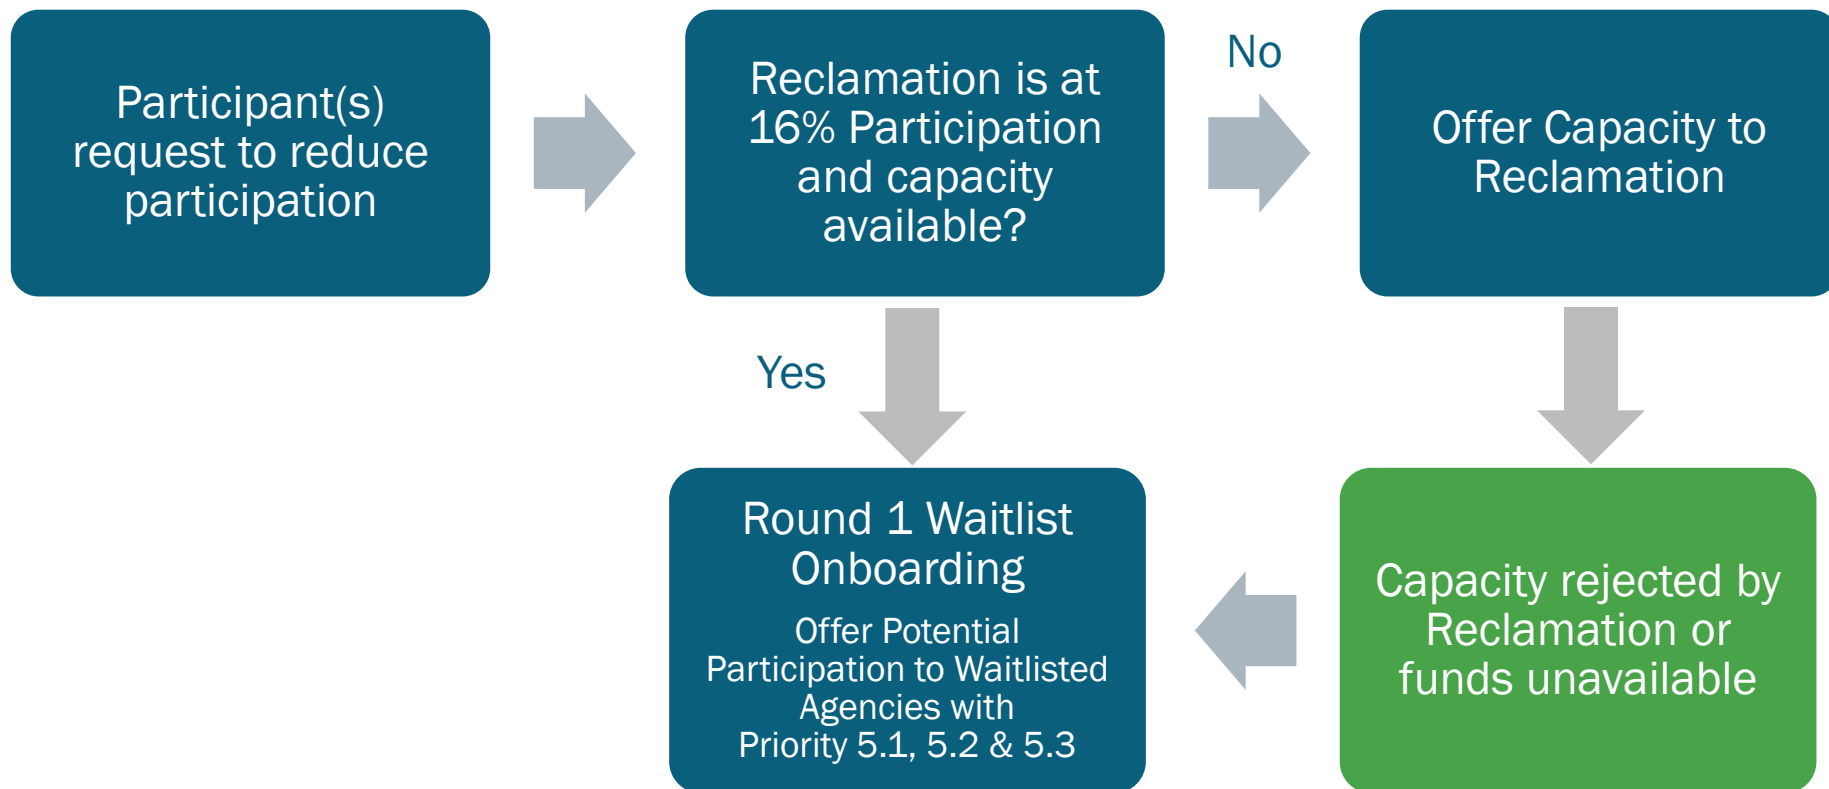 Participant(s)
request to reduce
participation
Reclamation is at
16% Participation
and capacity
available?
No
Offer Capacity to
Reclamation
Yes
Round 1 Waitlist
Onboarding
Offer Potential
Participation to Waitlisted
Agencies with
Priority 5.1, 5.2 & 5.3
Capacity rejected by
Reclamation or
funds unavailable